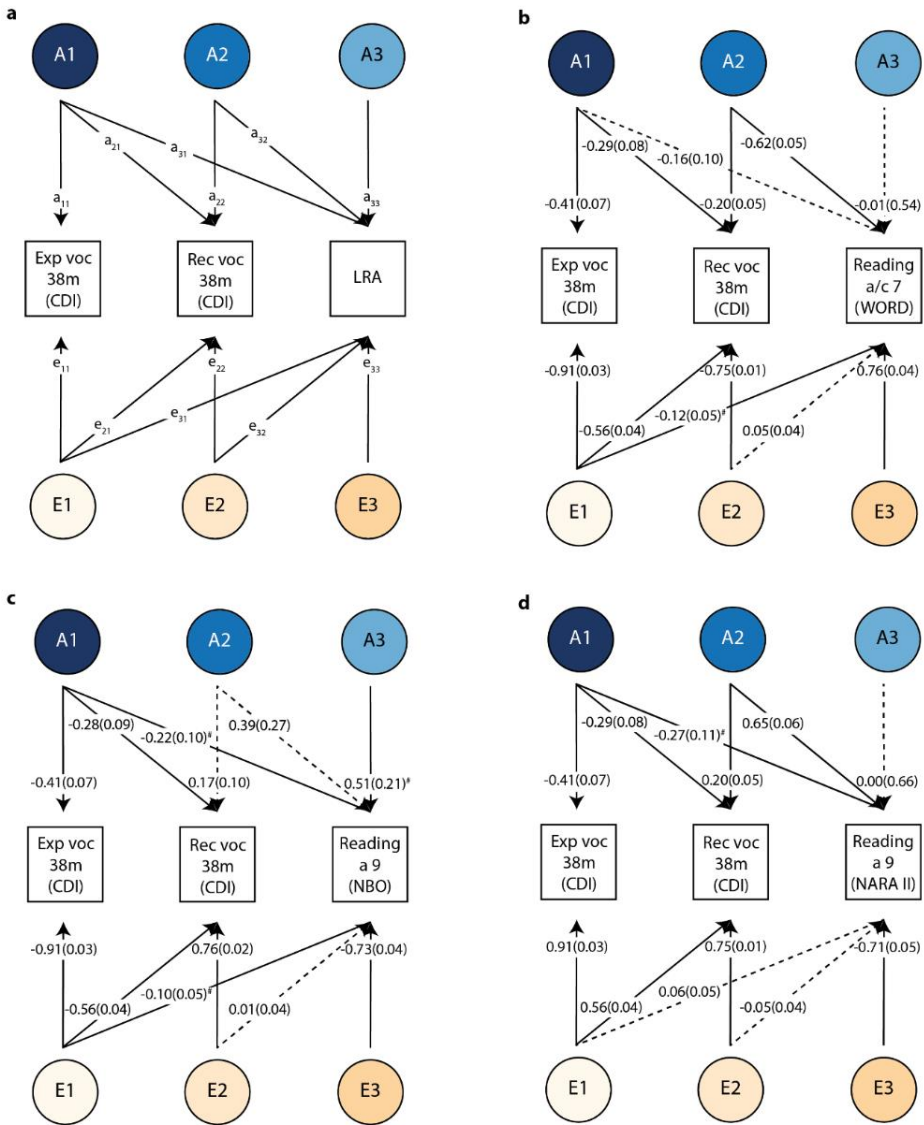 a
A1
A2
A3
a21
a31
a32
a11
a22
a33
Exp voc
38m
(CDI)
Rec voc
38m
(CDI)
LRA
e11
e22
e33
e21
e31
e32
E1
E2
E3
b
A1
A2
A3
-0.29(0.08)
-0.16(0.10)
-0.62(0.05)
-0.41(0.07)
-0.20(0.05)
-0.01(0.54)
Exp voc
38m
(CDI)
Rec voc
38m
(CDI)
Reading
a/c 7
(WORD)
-0.91(0.03)
-0.75(0.01)
0.76(0.04)
-0.56(0.04)
-0.12(0.05)#
0.05(0.04)
E1
E2
E3
c
A1
A2
A3
-0.28(0.09)
-0.22(0.10)#
0.39(0.27)
-0.41(0.07)
0.17(0.10)
0.51(0.21)#
Exp voc
38m
(CDI)
Rec voc
38m
(CDI)
Reading
a 9
(NBO)
-0.91(0.03)
0.76(0.02)
-0.73(0.04)
-0.56(0.04)
-0.10(0.05)#
0.01(0.04)
E1
E2
E3
d
A1
A2
A3
-0.29(0.08)
-0.27(0.11)#
0.65(0.06)
-0.41(0.07)
0.20(0.05)
0.00(0.66)
Exp voc
38m
(CDI)
Rec voc
38m
(CDI)
Reading
a 9
(NARA II)
0.91(0.03)
0.75(0.01)
-0.71(0.05)
0.56(0.04)
0.06(0.05)
-0.05(0.04)
E1
E2
E3